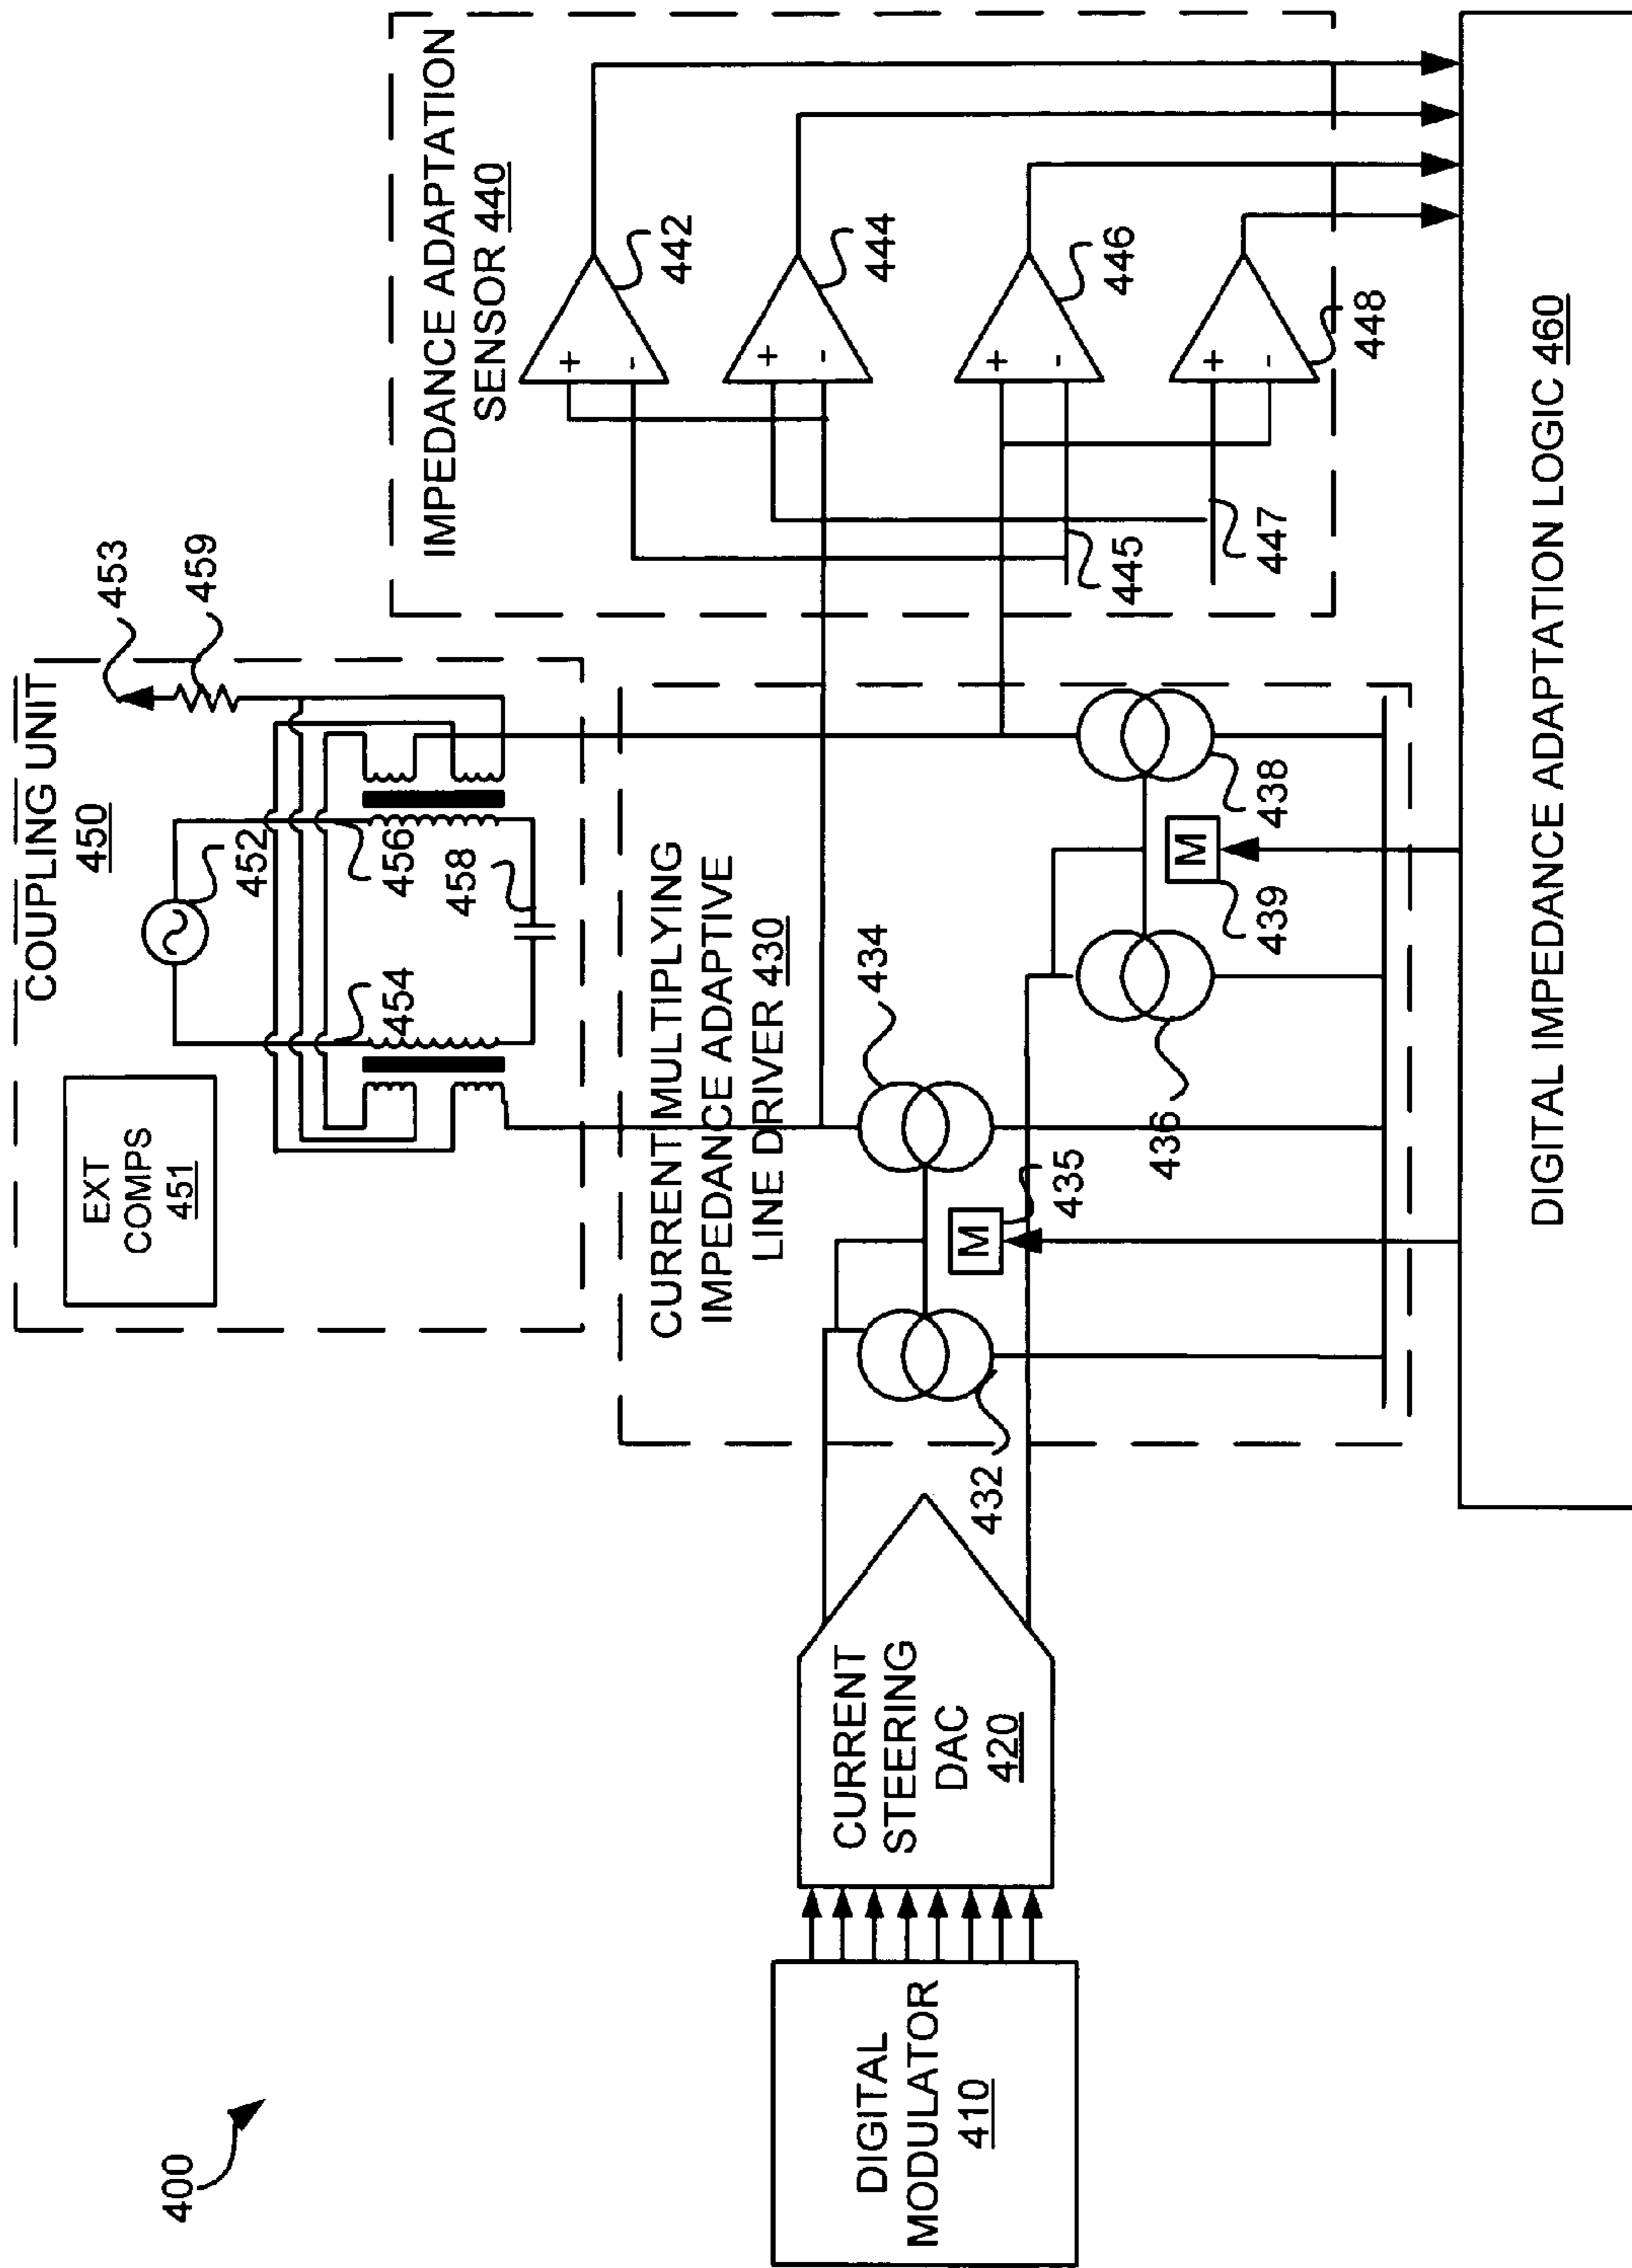 400
DIGITAL
MODULATOR
410
CURRENT
STEERING
DAC
420
COUPLING UNIT
450
EXT
COMPS
451
452
453
454
456
458
459
CURRENT MULTIPLYING
IMPEDANCE ADAPTIVE
LINE DRIVER 430
432
434
M
435
436
M
439
438
IMPEDANCE ADAPTATION
SENSOR 440
+
-
442
+
-
444
+
-
446
+
-
448
445
447
DIGITAL IMPEDANCE ADAPTATION LOGIC 460